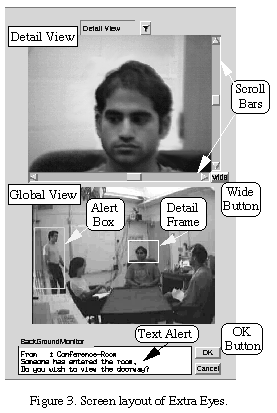 Detail View
Detail View
Scroll
Bars
wide
Wide
Button
Global View
Alert
Box
Detail
Frame
Text Alert
OK
Button
BackGroundMonitor
From : Conference-Room
Someone has entered the room,
Do you wish to view the doorway?
OK
Cancel
Figure 3. Screen layout of Extra Eyes.